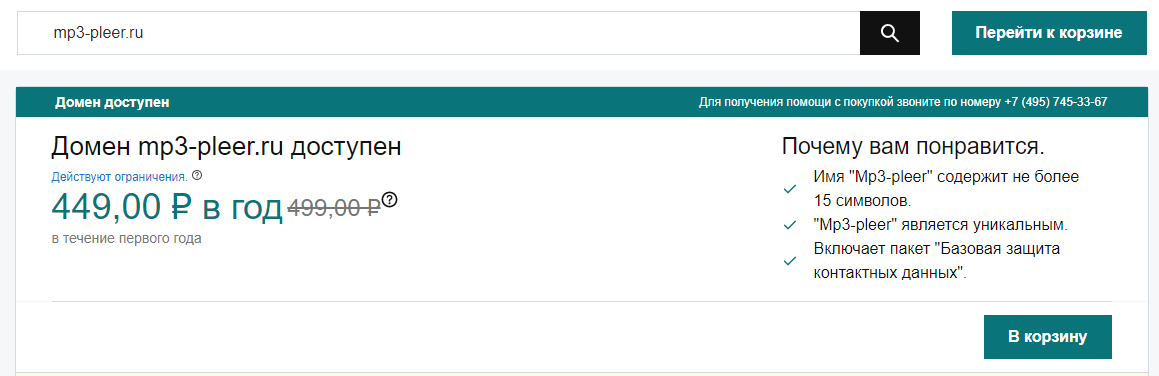 mp3-pleer.ru
Перейти к корзине
Домен доступен
Для получения помощи с покупкой звоните по номеру +7 (495) 745-33-67
Домен mp3-pleer.ru доступен
Действуют ограничения. ?
449,00 ₽ в год 499,00 ₽ ?
в течение первого года
Почему вам понравится.
Имя "Mp3-pleer" содержит не более
15 символов.
"Mp3-pleer" является уникальным.
Включает пакет "Базовая защита
контактных данных".
В корзину